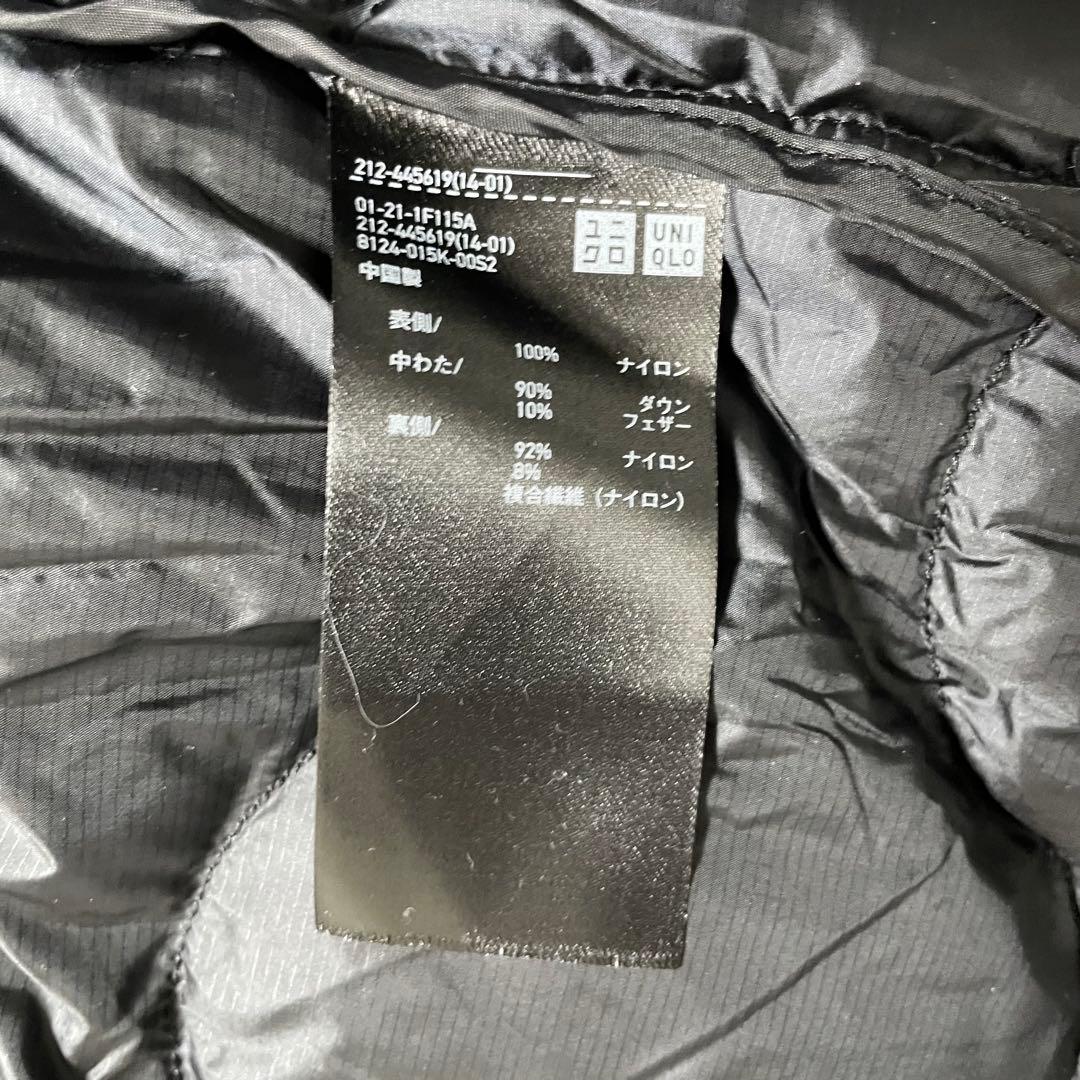 212-445619(14-01)
01-21-1F115A
212-445619(14-01)
8124-015K-00S2
ユニクロ
UNIQLO
中国製
表側/
100% ナイロン
中わた/
90% ダウン
10% フェザー
裏側/
92% ナイロン
8%
複合繊維 (ナイロン)